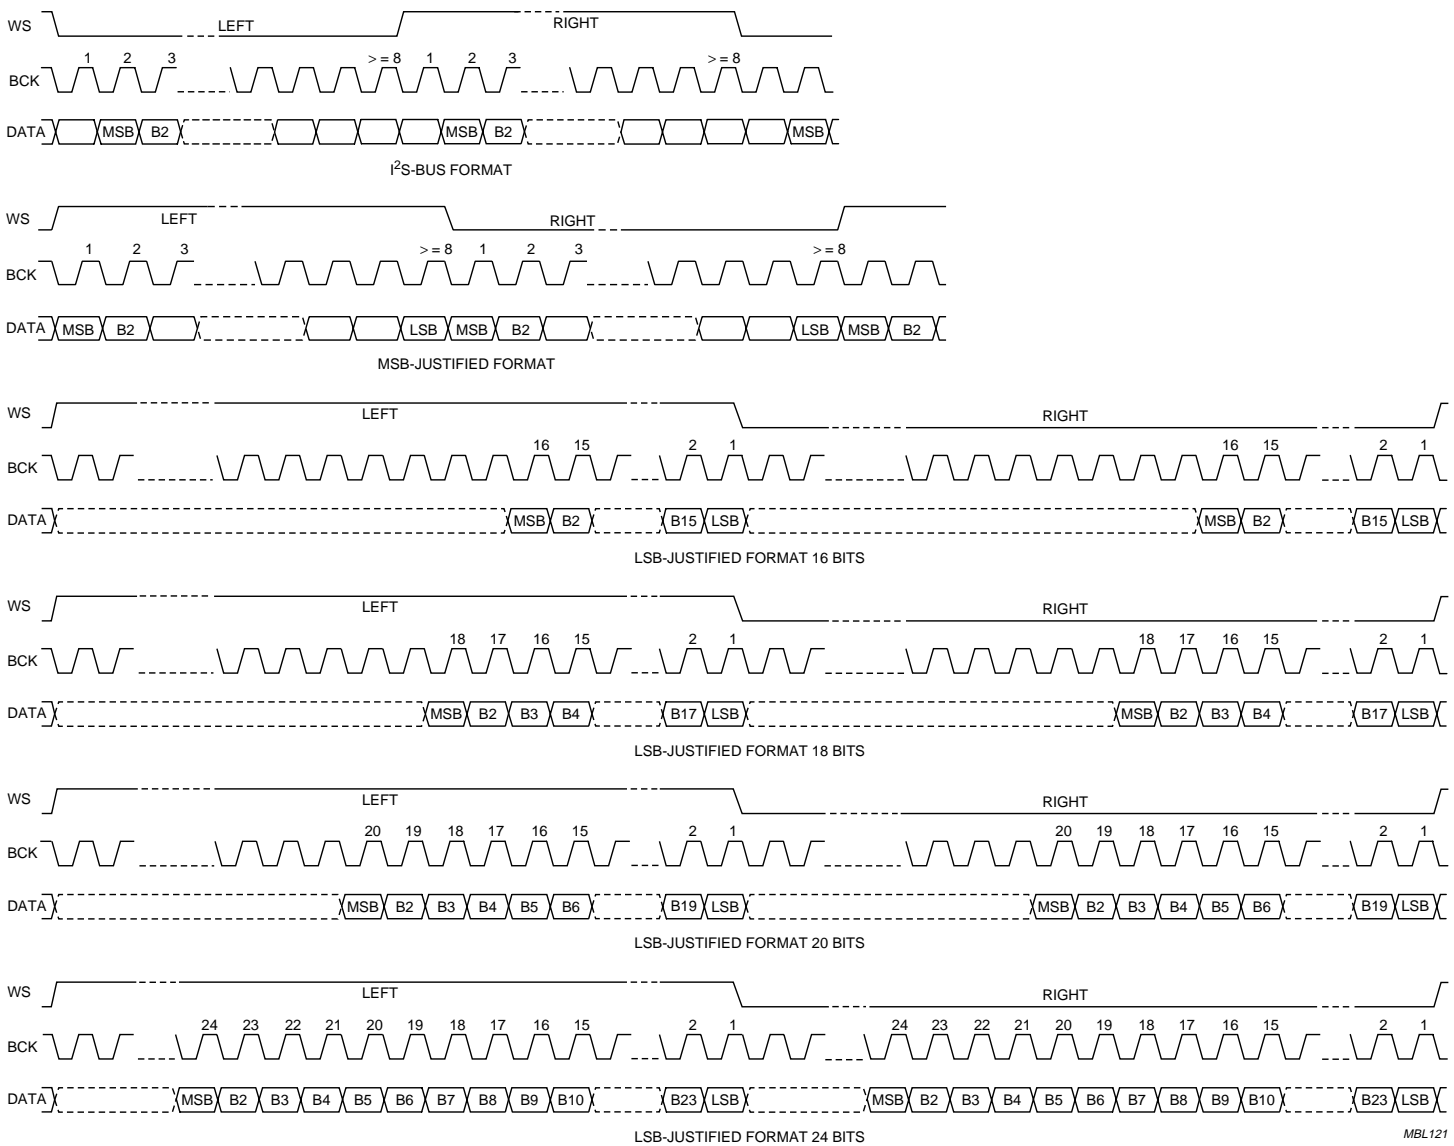 WS LEFT RIGHT
1 2 3 > = 8 1 2 3 > = 8
BCK
DATA MSB B2 MSB B2 MSB
I2S-BUS FORMAT
WS LEFT RIGHT
1 2 3 > = 8 1 2 3 > = 8
BCK
DATA MSB B2 LSB MSB B2 LSB MSB B2
MSB-JUSTIFIED FORMAT
WS LEFT RIGHT
16 15 2 1 16 15 2 1
BCK
DATA MSB B2 B15 LSB MSB B2 B15 LSB
LSB-JUSTIFIED FORMAT 16 BITS
WS LEFT RIGHT
18 17 16 15 2 1 18 17 16 15 2 1
BCK
DATA MSB B2 B3 B4 B17 LSB MSB B2 B3 B4 B17 LSB
LSB-JUSTIFIED FORMAT 18 BITS
WS LEFT RIGHT
20 19 18 17 16 15 2 1 20 19 18 17 16 15 2 1
BCK
DATA MSB B2 B3 B4 B5 B6 B19 LSB MSB B2 B3 B4 B5 B6 B19 LSB
LSB-JUSTIFIED FORMAT 20 BITS
WS LEFT RIGHT
24 23 22 21 20 19 18 17 16 15 2 1 24 23 22 21 20 19 18 17 16 15 2 1
BCK
DATA MSB B2 B3 B4 B5 B6 B7 B8 B9 B10 B23 LSB MSB B2 B3 B4 B5 B6 B7 B8 B9 B10 B23 LSB
LSB-JUSTIFIED FORMAT 24 BITS
MBL121